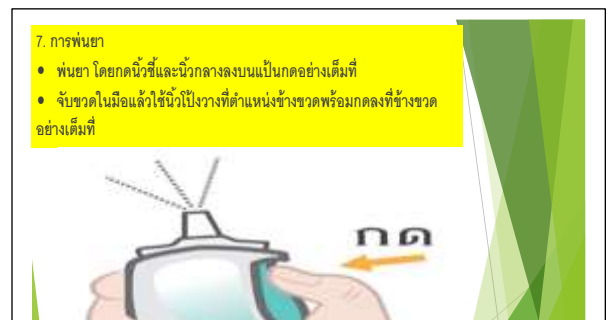 7. การพ่นยา
● พ่นยา โดยกดนิ้วชี้และนิ้วกลางลงบนแป้นกดอย่างเต็มที่
● จับขวดในมือแล้วใช้นิ้วโป้งวางที่ตำแหน่งข้างขวดพร้อมกดลงที่ข้างขวด
อย่างเต็มที่
กด